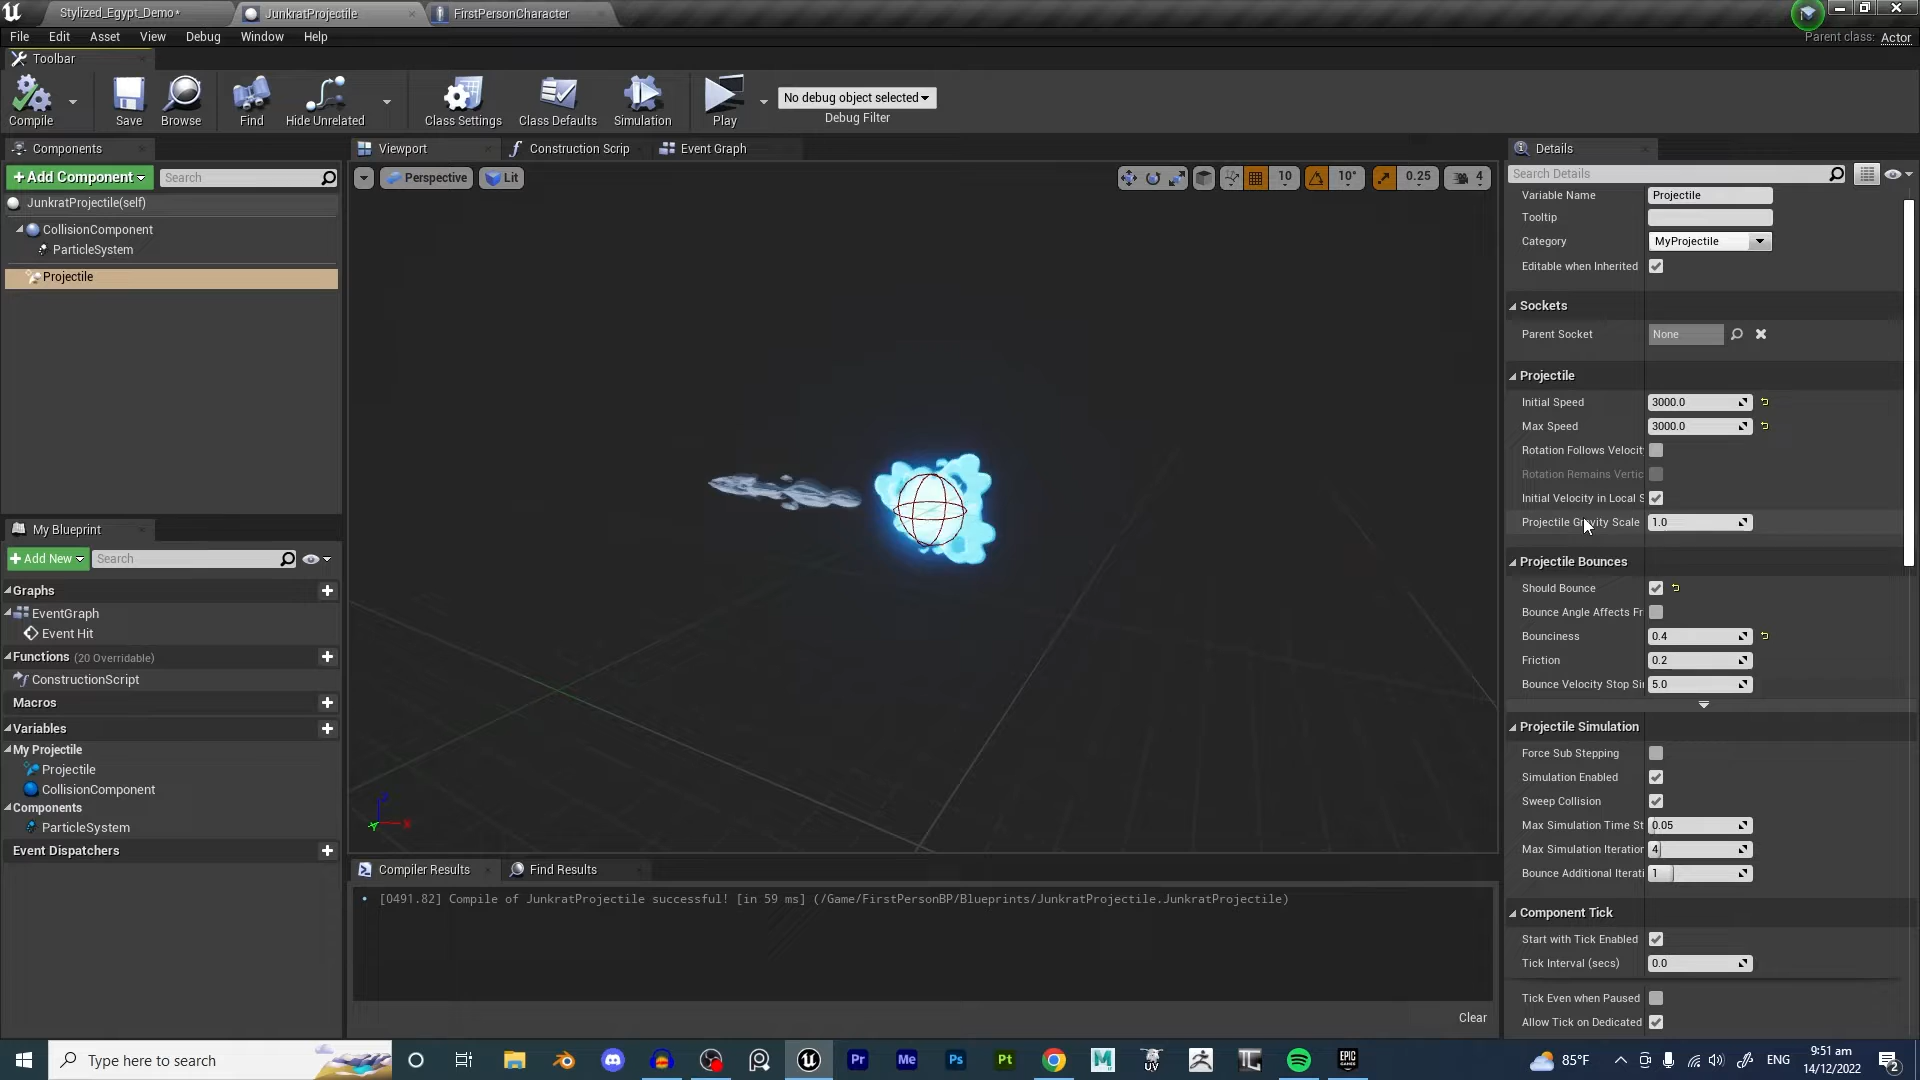 Stylized_Egypt_Demo*
JunkratProjectile
FirstPersonCharacter
File Edit Asset View Debug Window Help
Parent class: Actor
Toolbar
Compile
Save
Browse
Find
Hide Unrelated
Class Settings
Class Defaults
Simulation
Play
No debug object selected
Debug Filter
Components
+ Add Component
Search
JunkratProjectile(self)
CollisionComponent
ParticleSystem
Projectile
My Blueprint
+ Add New
Search
Graphs
EventGraph
Event Hit
Functions (20 Overridable)
ConstructionScript
Macros
Variables
My Projectile
Projectile
CollisionComponent
Components
ParticleSystem
Event Dispatchers
Viewport
Construction Scrip
Event Graph
Perspective
Lit
10
10°
0.25
4
X
Compiler Results
Find Results
[0491.82] Compile of JunkratProjectile successful! [in 59 ms] (/Game/FirstPersonBP/Blueprints/JunkratProjectile.JunkratProjectile)
Clear
Details
Search Details
Variable Name Projectile
Tooltip
Category MyProjectile
Editable when Inherited
Sockets
Parent Socket None
Projectile
Initial Speed 3000.0
Max Speed 3000.0
Rotation Follows Velocit
Rotation Remains Vertic
Initial Velocity in Local S
Projectile Gravity Scale 1.0
Projectile Bounces
Should Bounce
Bounce Angle Affects Fr
Bounciness 0.4
Friction 0.2
Bounce Velocity Stop Si 5.0
Projectile Simulation
Force Sub Stepping
Simulation Enabled
Sweep Collision
Max Simulation Time St 0.05
Max Simulation Iteration 4
Bounce Additional Iterati 1
Component Tick
Start with Tick Enabled
Tick Interval (secs) 0.0
Tick Even when Paused
Allow Tick on Dedicated
Type here to search
Pr
Me
Ps
Pt
M
UV
EPIC GAMES
85°F
ENG
9:51 am
14/12/2022
2